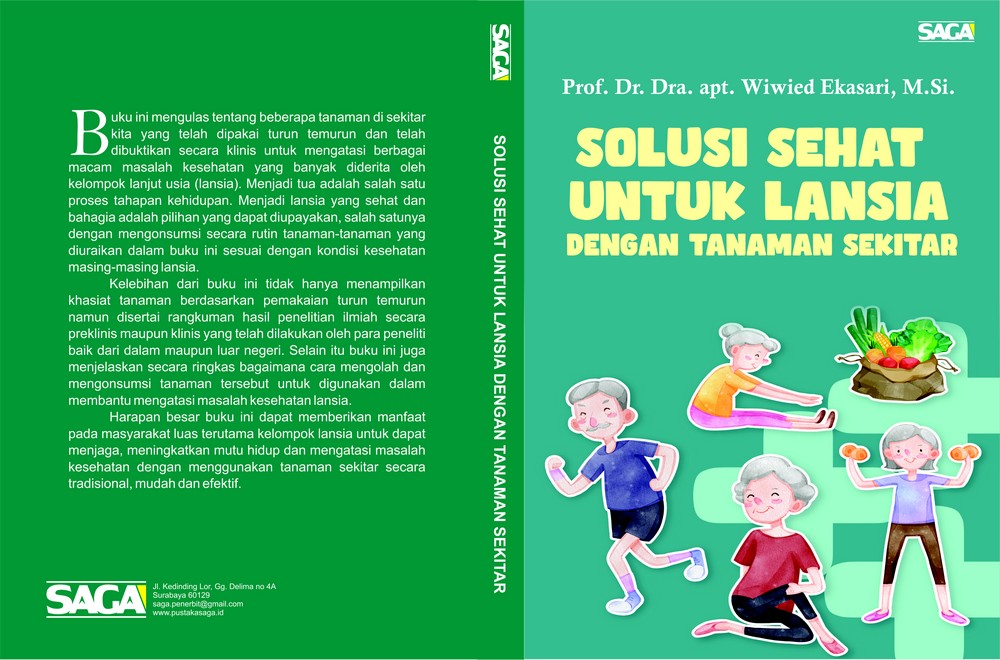 Buku ini mengulas tentang beberapa tanaman di sekitar
kita yang telah dipakai turun temurun dan telah
dibuktikan secara klinis untuk mengatasi berbagai
macam masalah kesehatan yang banyak diderita oleh
kelompok lanjut usia (lansia). Menjadi tua adalah salah satu
proses tahapan kehidupan. Menjadi lansia yang sehat dan
bahagia adalah pilihan yang dapat diupayakan, salah satunya
dengan mengonsumsi secara rutin tanaman-tanaman yang
diuraikan dalam buku ini sesuai dengan kondisi kesehatan
masing-masing lansia.
Kelebihan dari buku ini tidak hanya menampilkan
khasiat tanaman berdasarkan pemakaian turun temurun
namun disertai rangkuman hasil penelitian ilmiah secara
preklinis maupun klinis yang telah dilakukan oleh para peneliti
baik dari dalam maupun luar negeri. Selain itu buku ini juga
menjelaskan secara ringkas bagaimana cara mengolah dan
mengonsumsi tanaman tersebut untuk digunakan dalam
membantu mengatasi masalah kesehatan lansia.
Harapan besar buku ini dapat memberikan manfaat
pada masyarakat luas terutama kelompok lansia untuk dapat
menjaga, meningkatkan mutu hidup dan mengatasi masalah
kesehatan dengan menggunakan tanaman sekitar secara
tradisional, mudah dan efektif.
SAGA
Jl. Kedinding Lor, Gg. Delima no 4A
Surabaya 60129
saga.penerbit@gmail.com
www.pustakasaga.id
SAGA
SOLUSI SEHAT UNTUK LANSIA DENGAN TANAMAN SEKITAR
SAGA
Prof. Dr. Dra. apt. Wiwied Ekasari, M.Si.
SOLUSI SEHAT
UNTUK LANSIA
DENGAN TANAMAN SEKITAR